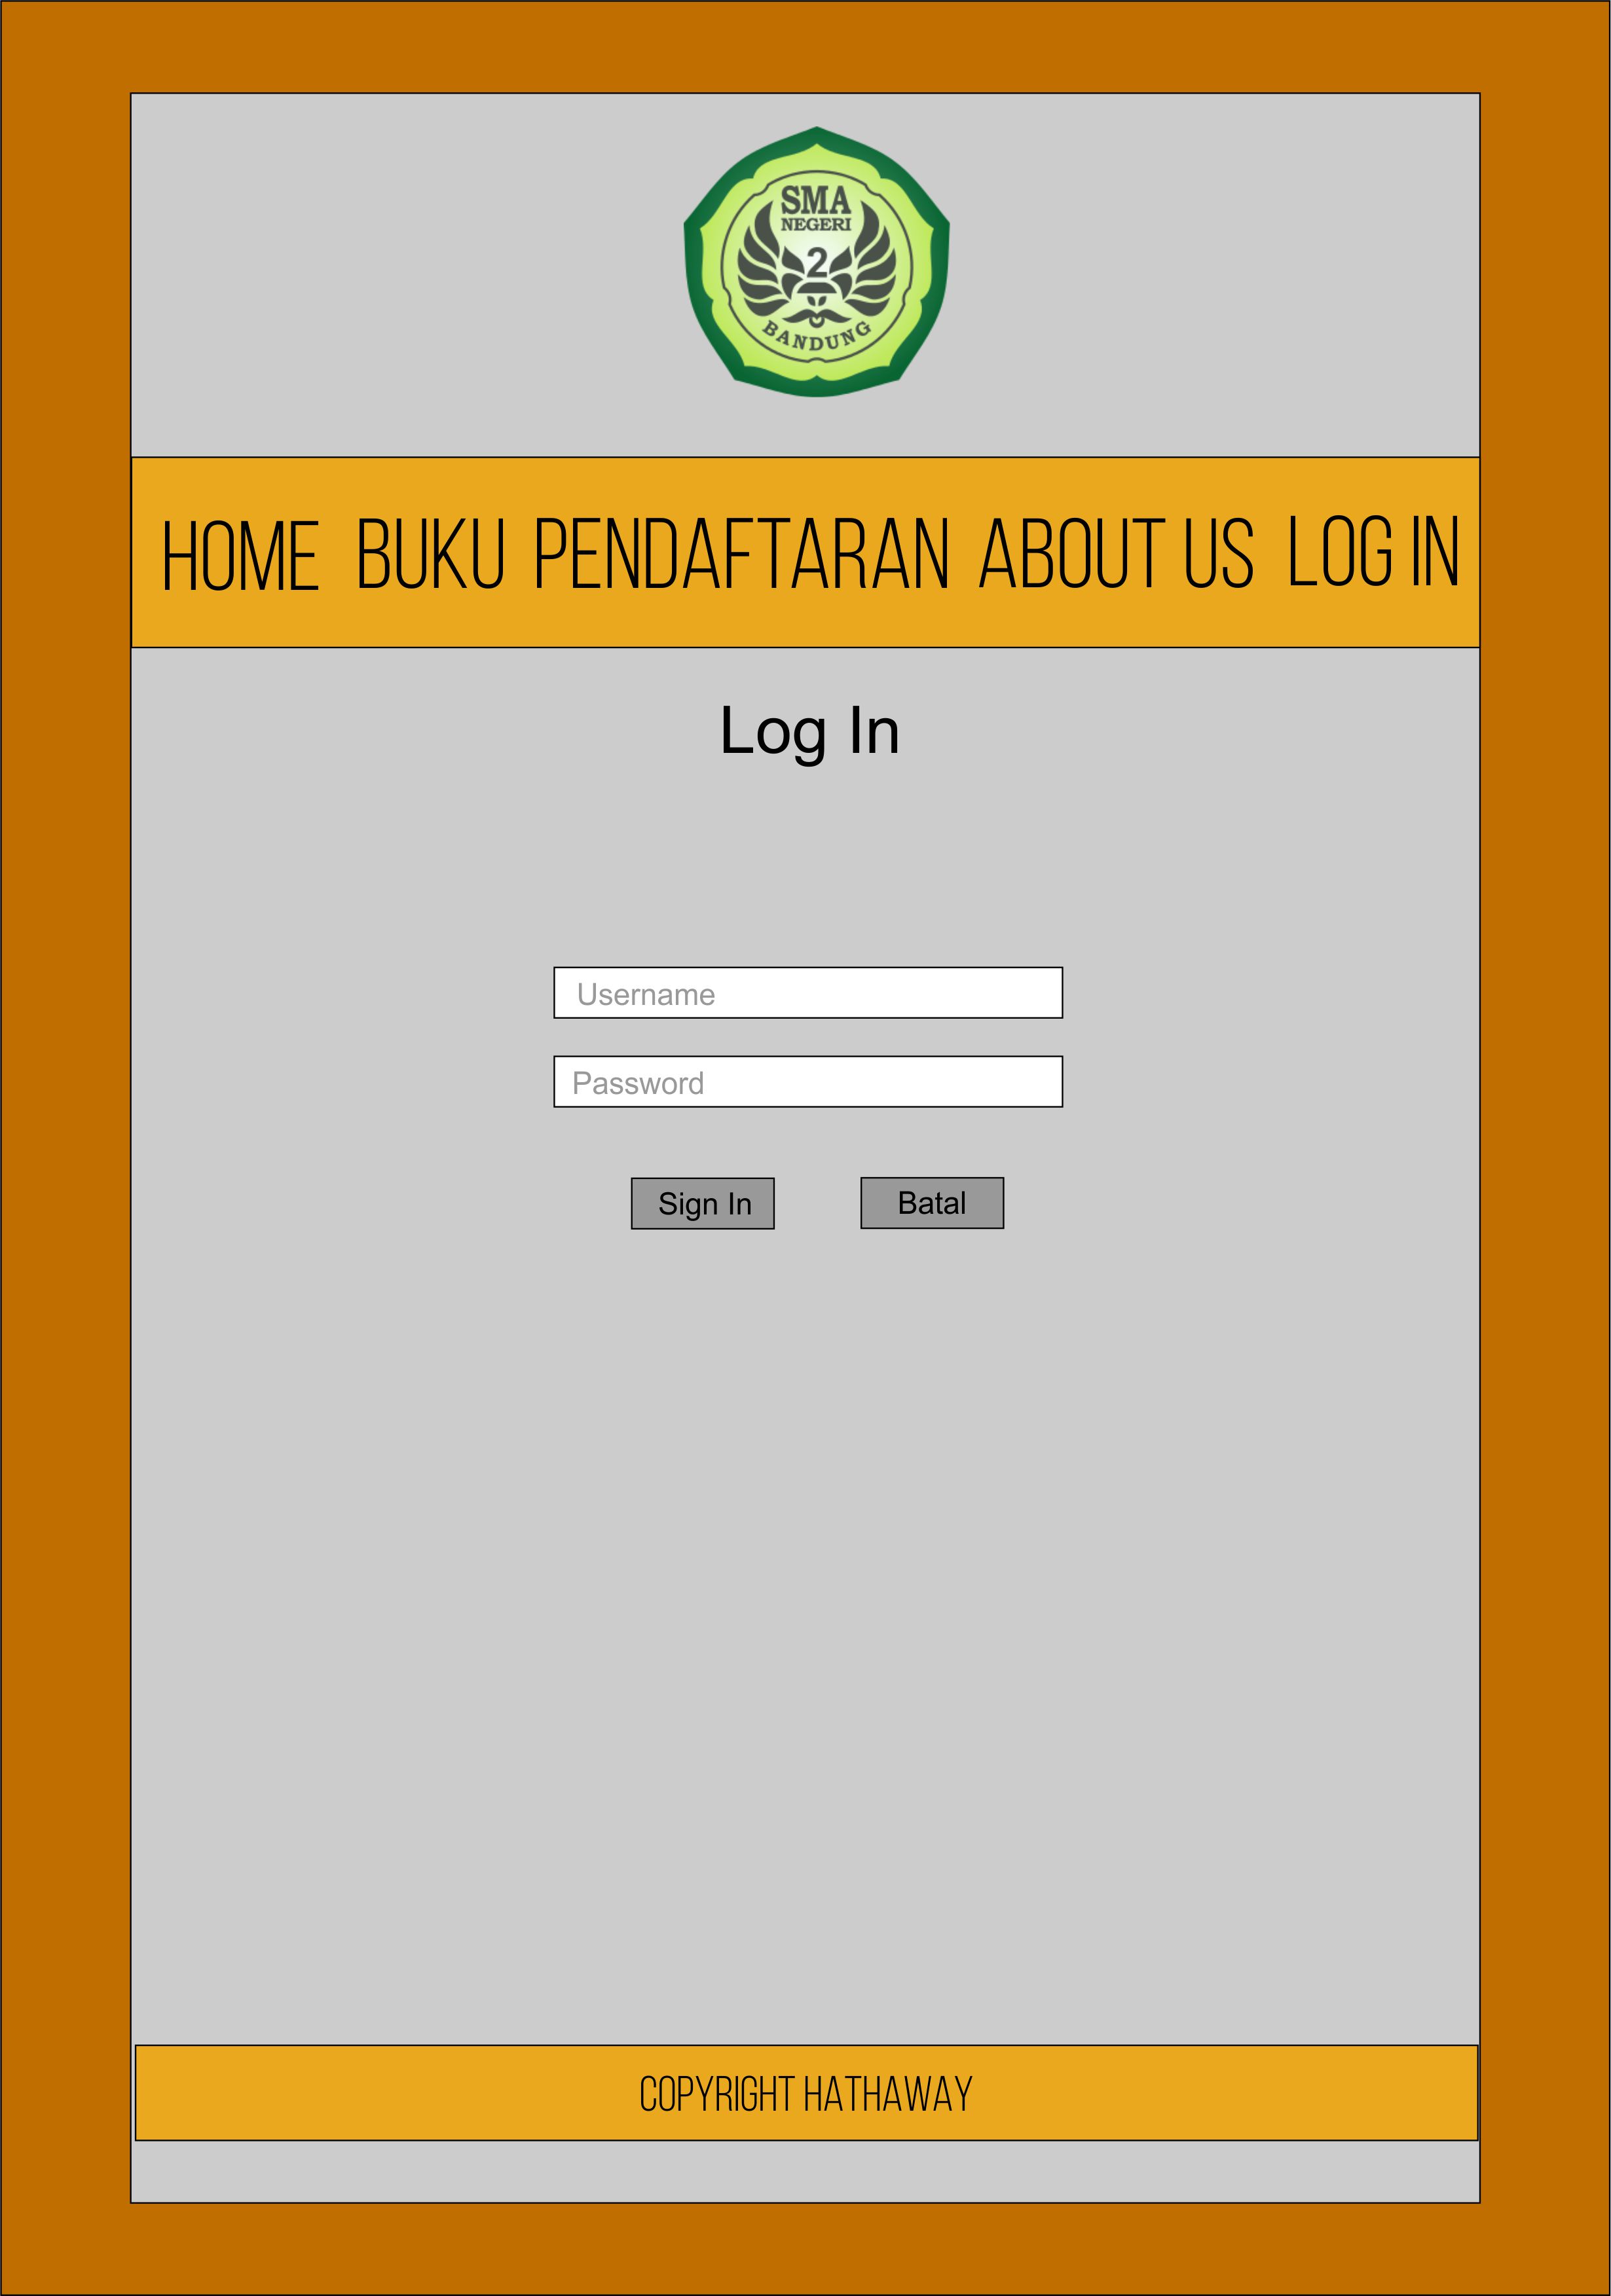 SMA
NEGERI
2
BANDUNG
HOME BUKU PENDAFTARAN ABOUT US LOG IN
Log In
Username
Password
Sign In Batal
COPYRIGHT HATHAWAY